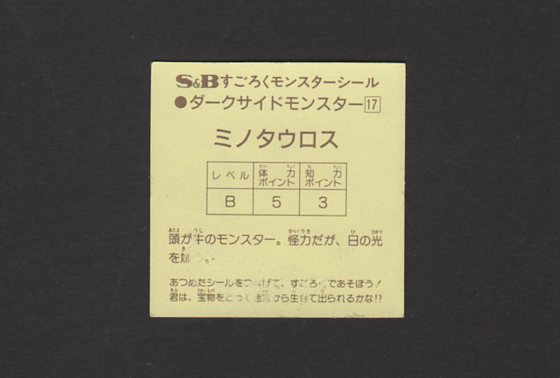 S&Bすごろくモンスターシール
●ダークサイドモンスター17
ミノタウロス
レベル 体力ポイント 知力ポイント
B 5 3
頭が牛のモンスター。怪力だが、日の光
を嫌う。
あつめたシールをつなげて、すごろくであそぼう!
君は、宝物をとって迷宮から生きて出られるかな!?